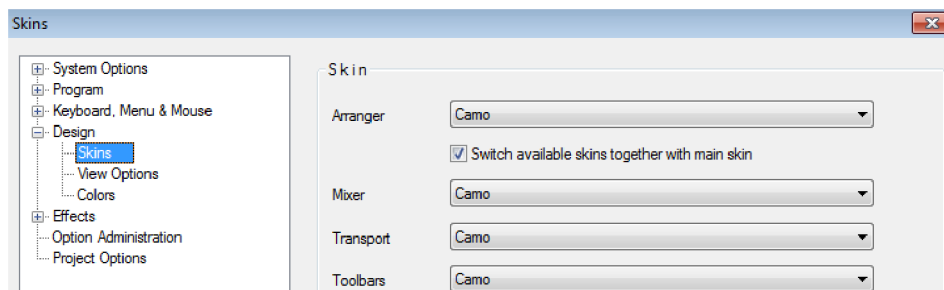 Skins
System Options
Program
Keyboard, Menu & Mouse
Design
Skins
View Options
Colors
Effects
Option Administration
Project Options
Skin
Arranger
Camo
Switch available skins together with main skin
Mixer
Camo
Transport
Camo
Toolbars
Camo